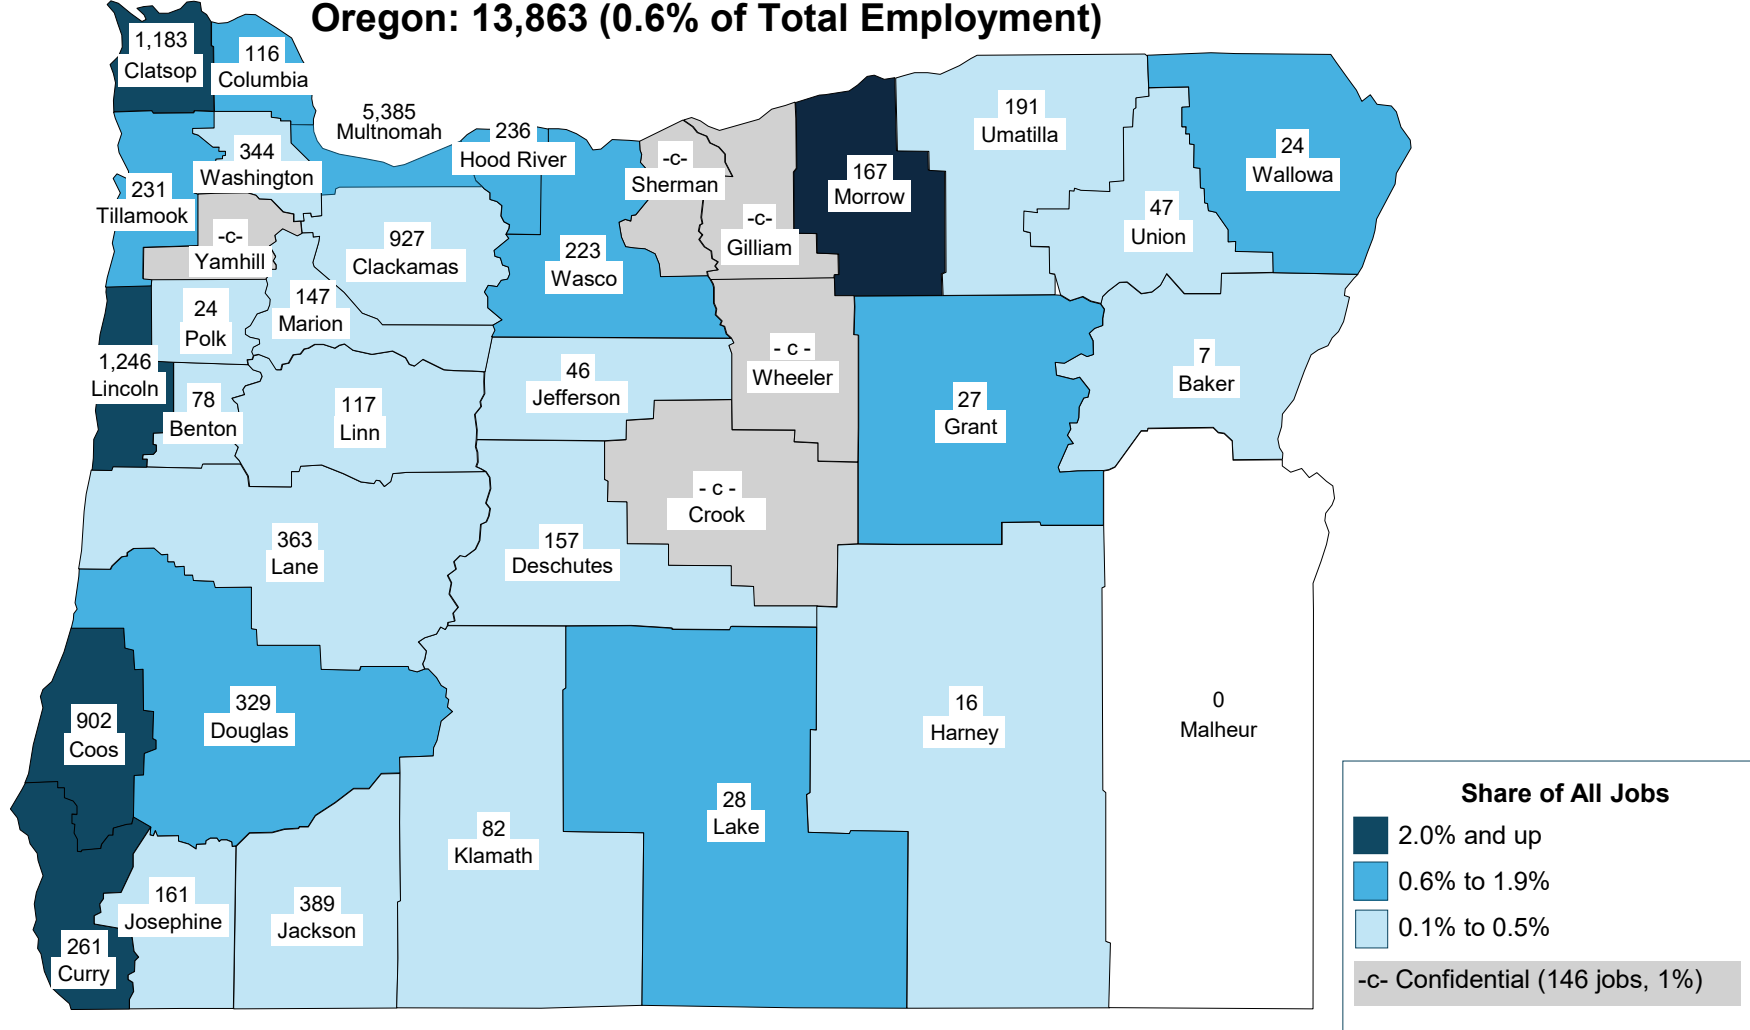 Oregon: 13,863 (0.6% of Total Employment)
1,183
Clatsop
116
Columbia
5,385
Multnomah
236
Hood River
344
Washington
231
Tillamook
-c-
Yamhill
927
Clackamas
223
Wasco
-c-
Sherman
-c-
Gilliam
167
Morrow
191
Umatilla
47
Union
24
Wallowa
24
Polk
147
Marion
1,246
Lincoln
78
Benton
117
Linn
46
Jefferson
- c -
Wheeler
27
Grant
7
Baker
363
Lane
157
Deschutes
- c -
Crook
902
Coos
329
Douglas
16
Harney
0
Malheur
82
Klamath
28
Lake
161
Josephine
389
Jackson
261
Curry
Share of All Jobs
2.0% and up
0.6% to 1.9%
0.1% to 0.5%
-c- Confidential (146 jobs, 1%)